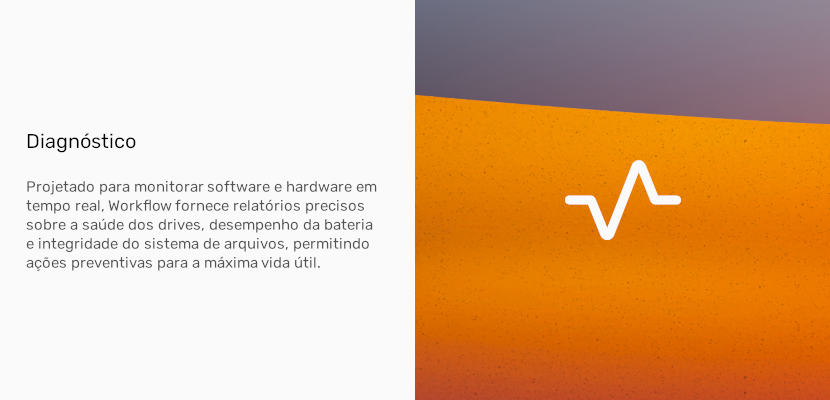 Diagnóstico
Projetado para monitorar software e hardware em
tempo real, Workflow fornece relatórios precisos
sobre a saúde dos drives, desempenho da bateria
e integridade do sistema de arquivos, permitindo
ações preventivas para a máxima vida útil.